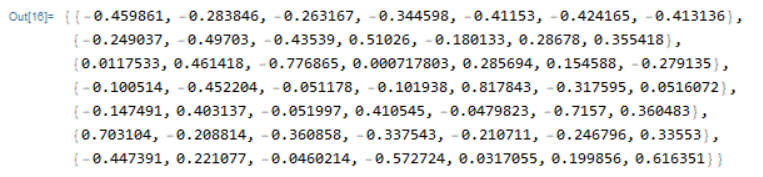 Out[16]= {{-0.459861, -0.283846, -0.263167, -0.344598, -0.41153, -0.424165, -0.413136},
{-0.249037, -0.49703, -0.43539, 0.51026, -0.180133, 0.28678, 0.355418},
{0.0117533, 0.461418, -0.776865, 0.000717803, 0.285694, 0.154588, -0.279135},
{-0.100514, -0.452204, -0.051178, -0.101938, 0.817843, -0.317595, 0.0516072},
{-0.147491, 0.403137, -0.051997, 0.410545, -0.0479823, -0.7157, 0.360483},
{0.703104, -0.208814, -0.360858, -0.337543, -0.210711, -0.246796, 0.33553},
{-0.447391, 0.221077, -0.0460214, -0.572724, 0.0317055, 0.199856, 0.616351}}